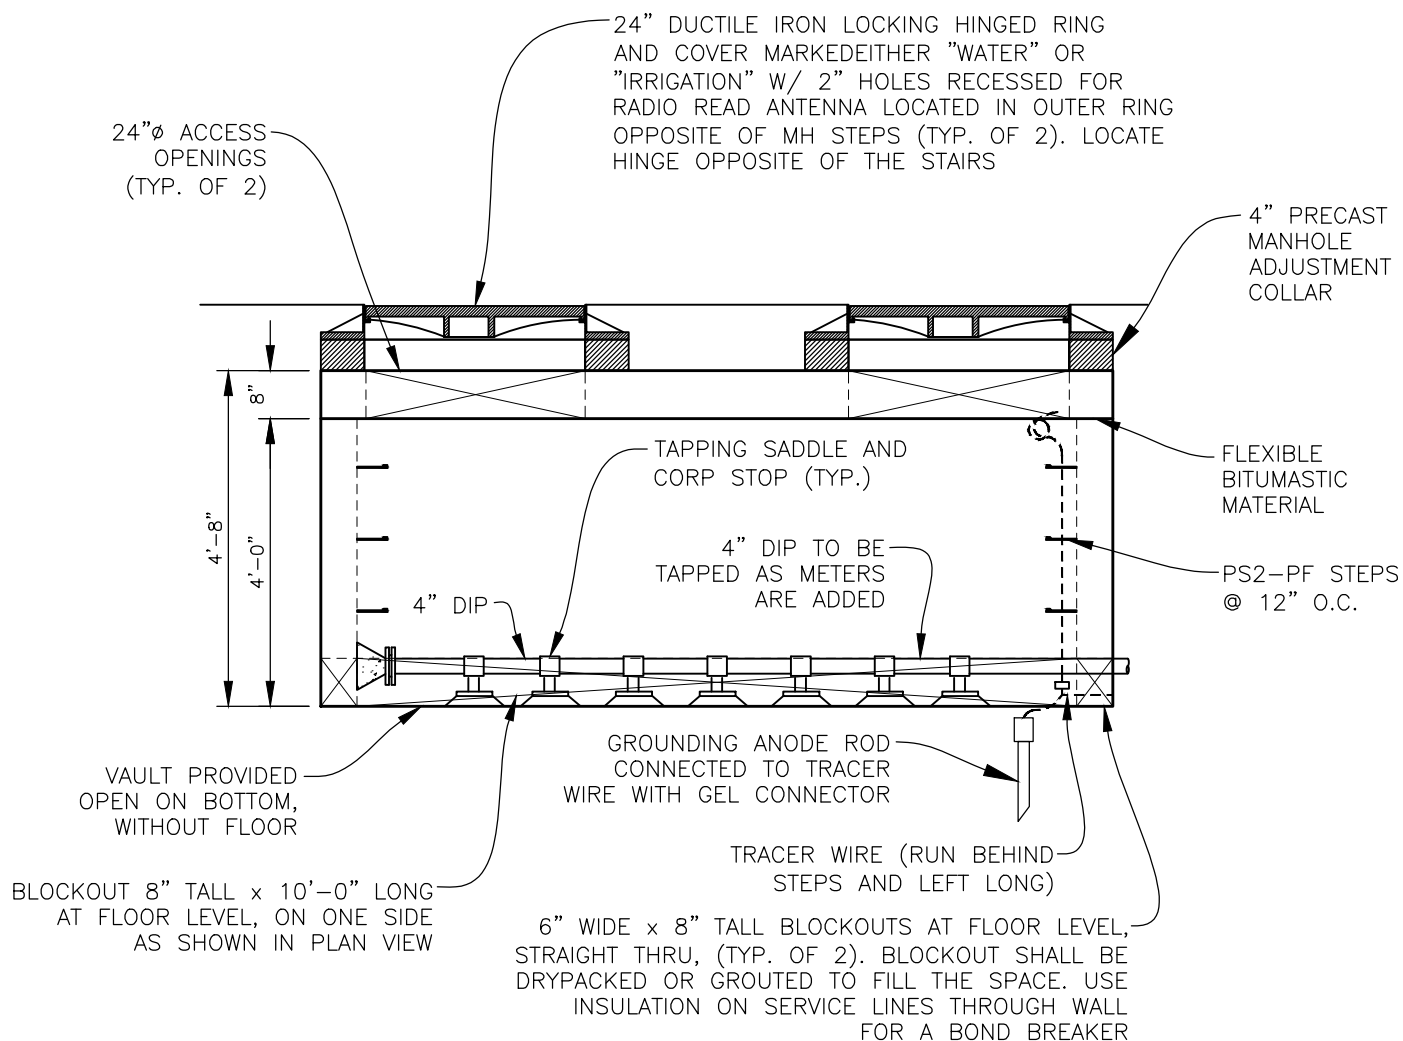 24” DUCTILE IRON LOCKING HINGED RING
AND COVER MARKEDEITHER ”WATER” OR
”IRRIGATION” W/ 2” HOLES RECESSED FOR
RADIO READ ANTENNA LOCATED IN OUTER RING
OPPOSITE OF MH STEPS (TYP. OF 2). LOCATE
HINGE OPPOSITE OF THE STAIRS
24”ø ACCESS
OPENINGS
(TYP. OF 2)
4” PRECAST
MANHOLE
ADJUSTMENT
COLLAR
8”
4’-8”
4’-0”
TAPPING SADDLE AND
CORP STOP (TYP.)
FLEXIBLE
BITUMASTIC
MATERIAL
4” DIP TO BE
TAPPED AS METERS
ARE ADDED
PS2-PF STEPS
@ 12” O.C.
4” DIP
GROUNDING ANODE ROD
CONNECTED TO TRACER
WIRE WITH GEL CONNECTOR
VAULT PROVIDED
OPEN ON BOTTOM,
WITHOUT FLOOR
TRACER WIRE (RUN BEHIND
STEPS AND LEFT LONG)
BLOCKOUT 8” TALL x 10’-0” LONG
AT FLOOR LEVEL, ON ONE SIDE
AS SHOWN IN PLAN VIEW
6” WIDE x 8” TALL BLOCKOUTS AT FLOOR LEVEL,
STRAIGHT THRU, (TYP. OF 2). BLOCKOUT SHALL BE
DRYPACKED OR GROUTED TO FILL THE SPACE. USE
INSULATION ON SERVICE LINES THROUGH WALL
FOR A BOND BREAKER